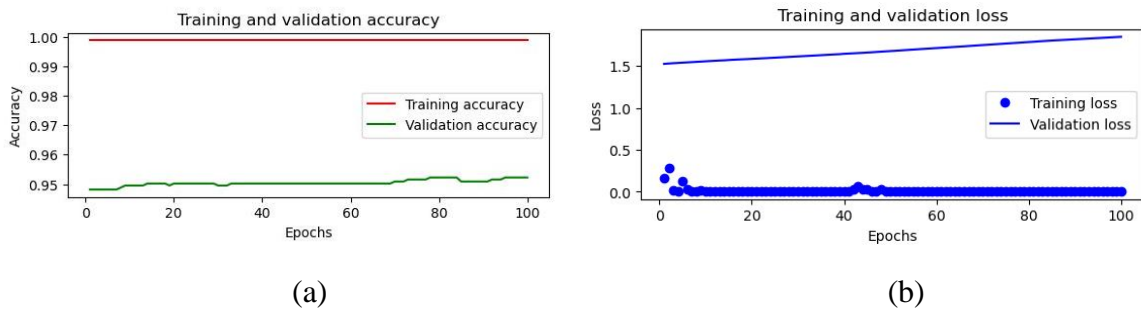 Training and validation accuracy
1.00
0.99
0.98
0.97
0.96
0.95
Accuracy
Training accuracy
Validation accuracy
0 20 40 60 80 100
Epochs
(a)
Training and validation loss
1.5
1.0
0.5
0.0
Loss
Training loss
Validation loss
0 20 40 60 80 100
Epochs
(b)